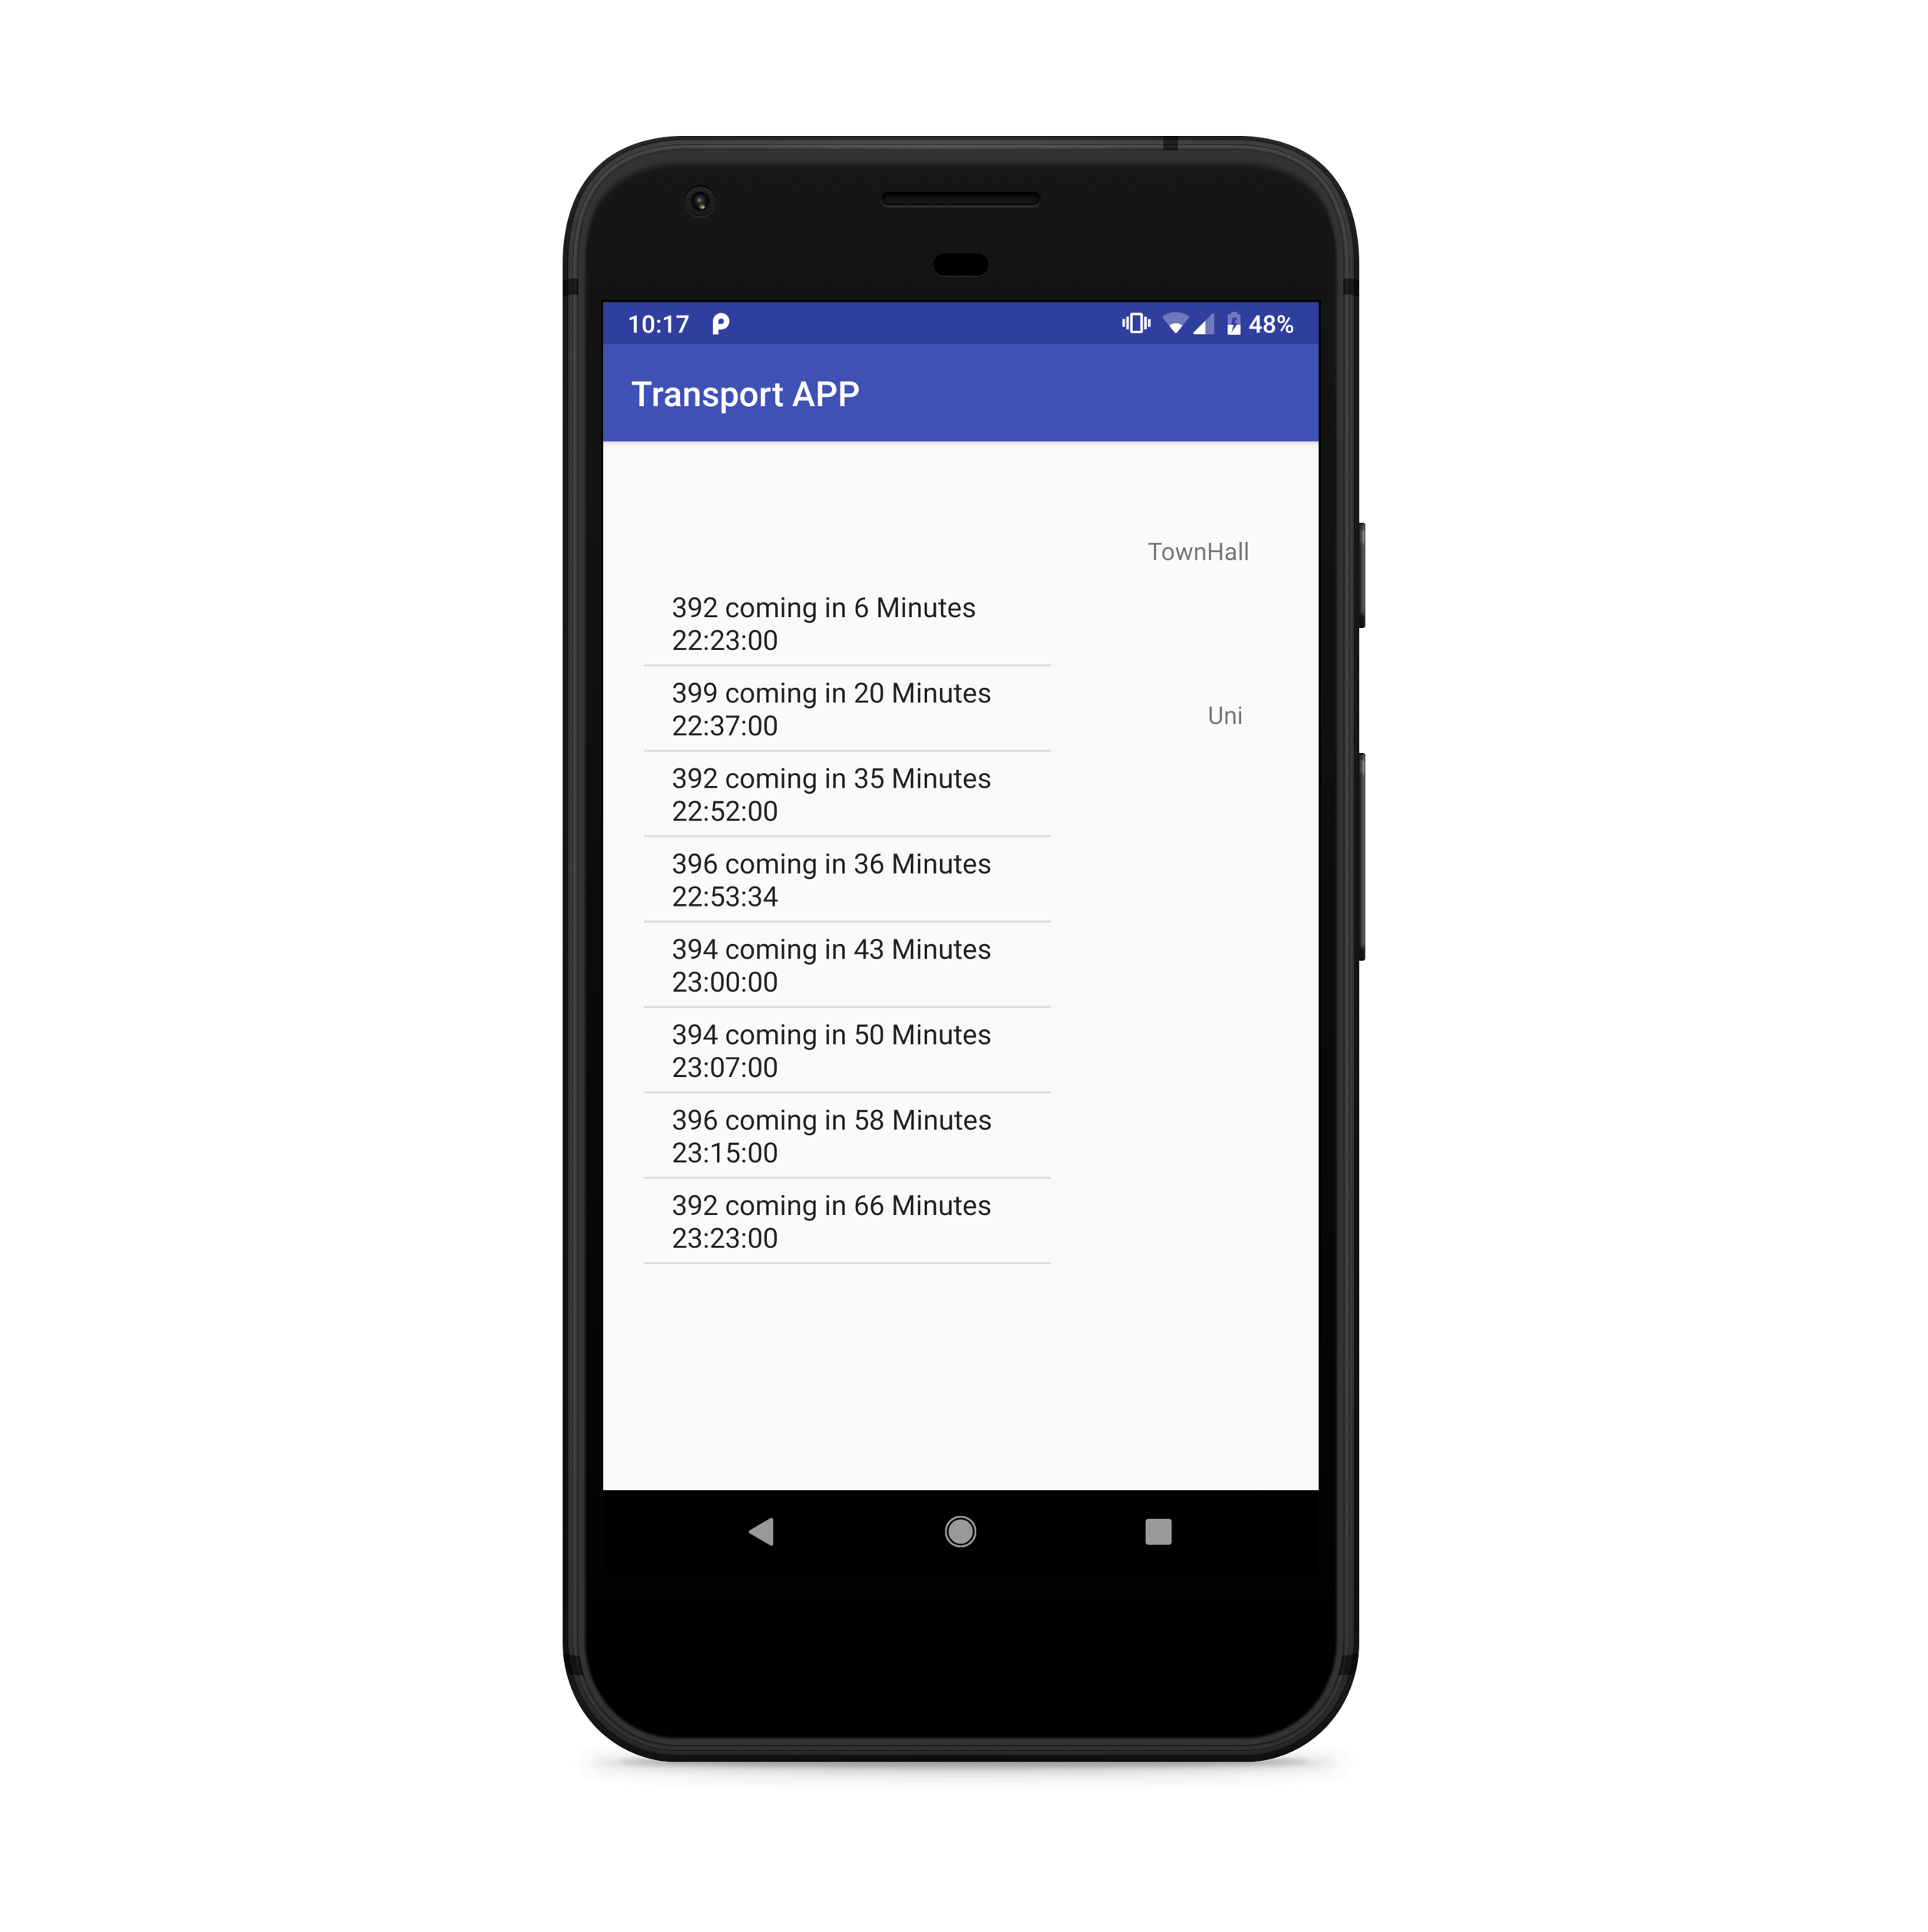 10:17 48%
Transport APP
TownHall
392 coming in 6 Minutes
22:23:00
399 coming in 20 Minutes
22:37:00
Uni
392 coming in 35 Minutes
22:52:00
396 coming in 36 Minutes
22:53:34
394 coming in 43 Minutes
23:00:00
394 coming in 50 Minutes
23:07:00
396 coming in 58 Minutes
23:15:00
392 coming in 66 Minutes
23:23:00